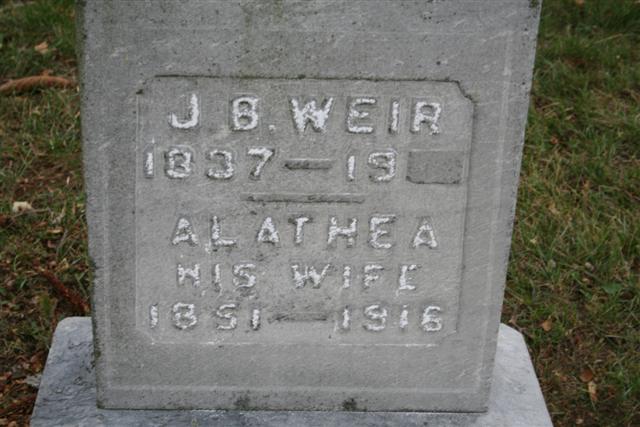 J. B. WEIR
1837 — 19
ALATHEA
HIS WIFE
1851 — 1916